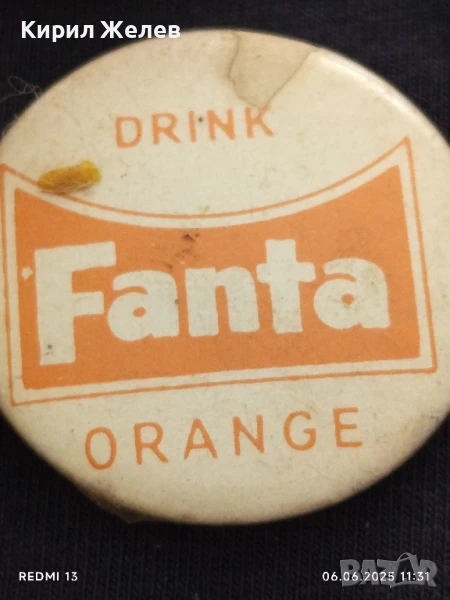 Кирил Желев
DRINK
Fanta
ORANGE
REDMI 13
06.06.2025 11:31
BAZAR